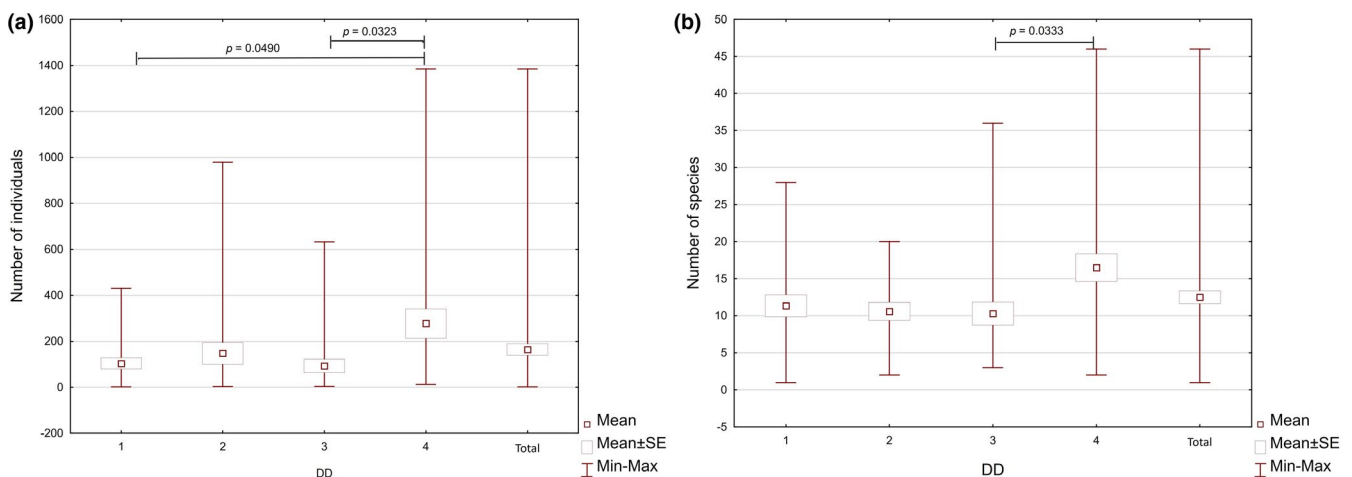 (a)
Number of individuals
1600
1400
1200
1000
800
600
400
200
0
-200
p = 0.0323
p = 0.0490
1
2
3
4
Total
DD
Mean
Mean±SE
Min-Max
(b)
Number of species
50
45
40
35
30
25
20
15
10
5
0
-5
p = 0.0333
1
2
3
4
Total
DD
Mean
Mean±SE
Min-Max